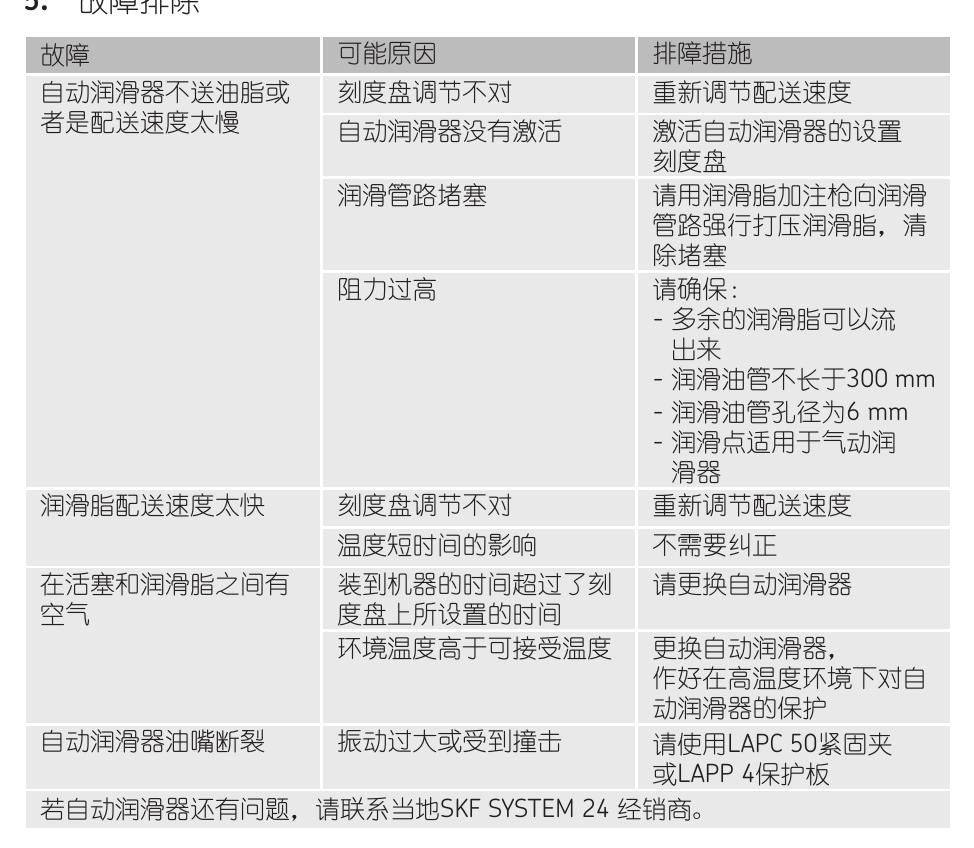 5. 故障排除
故障 可能原因 排障措施
自动润滑器不送油脂或 刻度盘调节不对 重新调节配送速度
者是配送速度太慢
自动润滑器没有激活 激活自动润滑器的设置
刻度盘
润滑管路堵塞 请用润滑脂加注枪向润滑
管路强行打压润滑脂，清
除堵塞
阻力过高 请确保：
- 多余的润滑脂可以流
出来
- 润滑油管不长于300 mm
- 润滑油管孔径为6 mm
- 润滑点适用于气动润
滑器
润滑脂配送速度太快 刻度盘调节不对 重新调节配送速度
温度短时间的影响 不需要纠正
在活塞和润滑脂之间有 装到机器的时间超过了刻 请更换自动润滑器
空气 度盘上所设置的时间
环境温度高于可接受温度 更换自动润滑器，
作好在高温度环境下对自
动润滑器的保护
自动润滑器油嘴断裂 振动过大或受到撞击 请使用LAPC 50紧固夹
或LAPP 4保护板
若自动润滑器还有问题，请联系当地SKF SYSTEM 24 经销商。